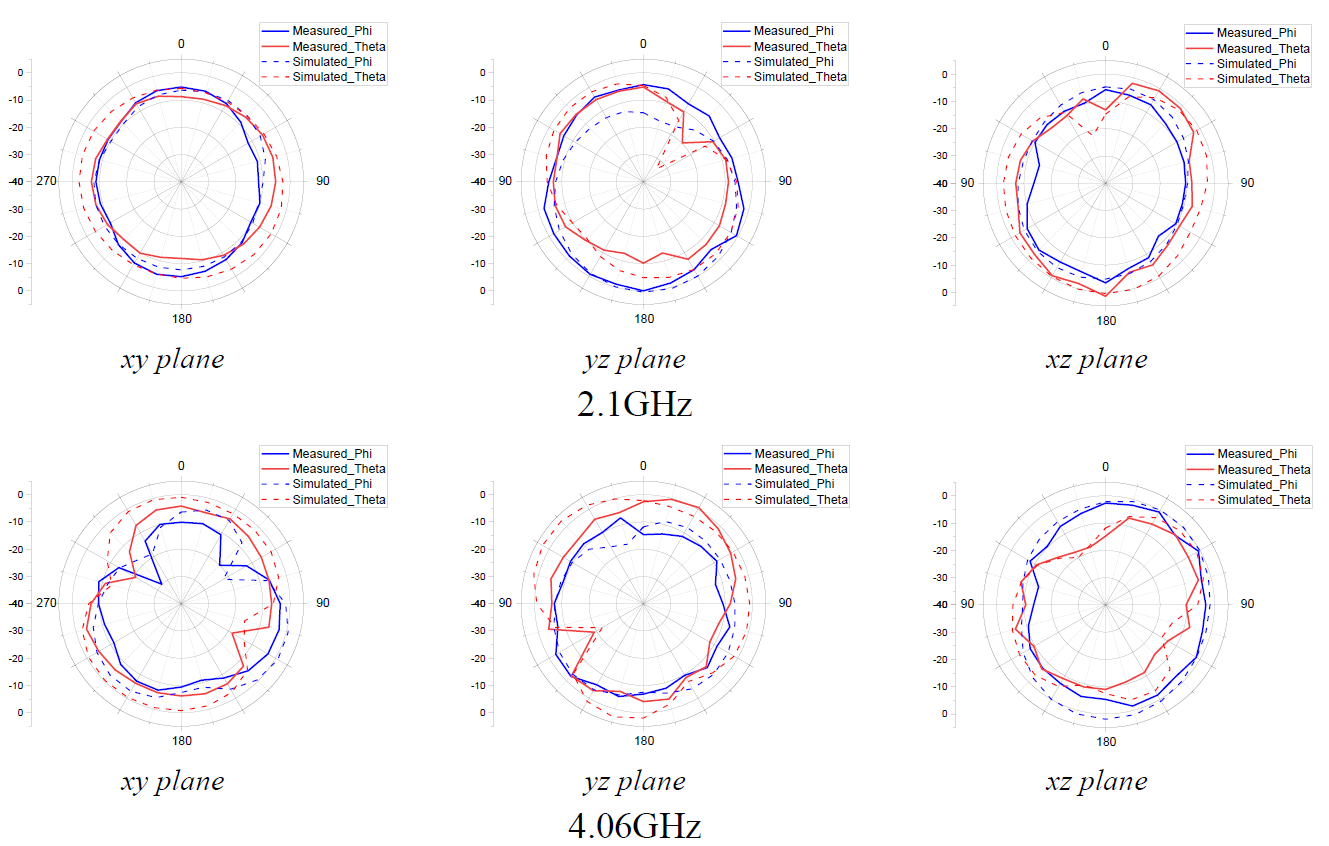 Measured_Phi
Measured_Theta
Simulated_Phi
Simulated_Theta
0
0
-10
-20
-30
-40
-30
-20
-10
0
270
90
180
xy plane
Measured_Phi
Measured_Theta
Simulated_Phi
Simulated_Theta
0
0
-10
-20
-30
-40
-30
-20
-10
0
90
90
180
yz plane
Measured_Phi
Measured_Theta
Simulated_Phi
Simulated_Theta
0
0
-10
-20
-30
-40
-30
-20
-10
0
90
90
180
xz plane
2.1GHz
Measured_Phi
Measured_Theta
Simulated_Phi
Simulated_Theta
0
0
-10
-20
-30
-40
-30
-20
-10
0
270
90
180
xy plane
Measured_Phi
Measured_Theta
Simulated_Phi
Simulated_Theta
0
0
-10
-20
-30
-40
-30
-20
-10
0
90
90
180
yz plane
Measured_Phi
Measured_Theta
Simulated_Phi
Simulated_Theta
0
0
-10
-20
-30
-40
-30
-20
-10
0
90
90
180
xz plane
4.06GHz